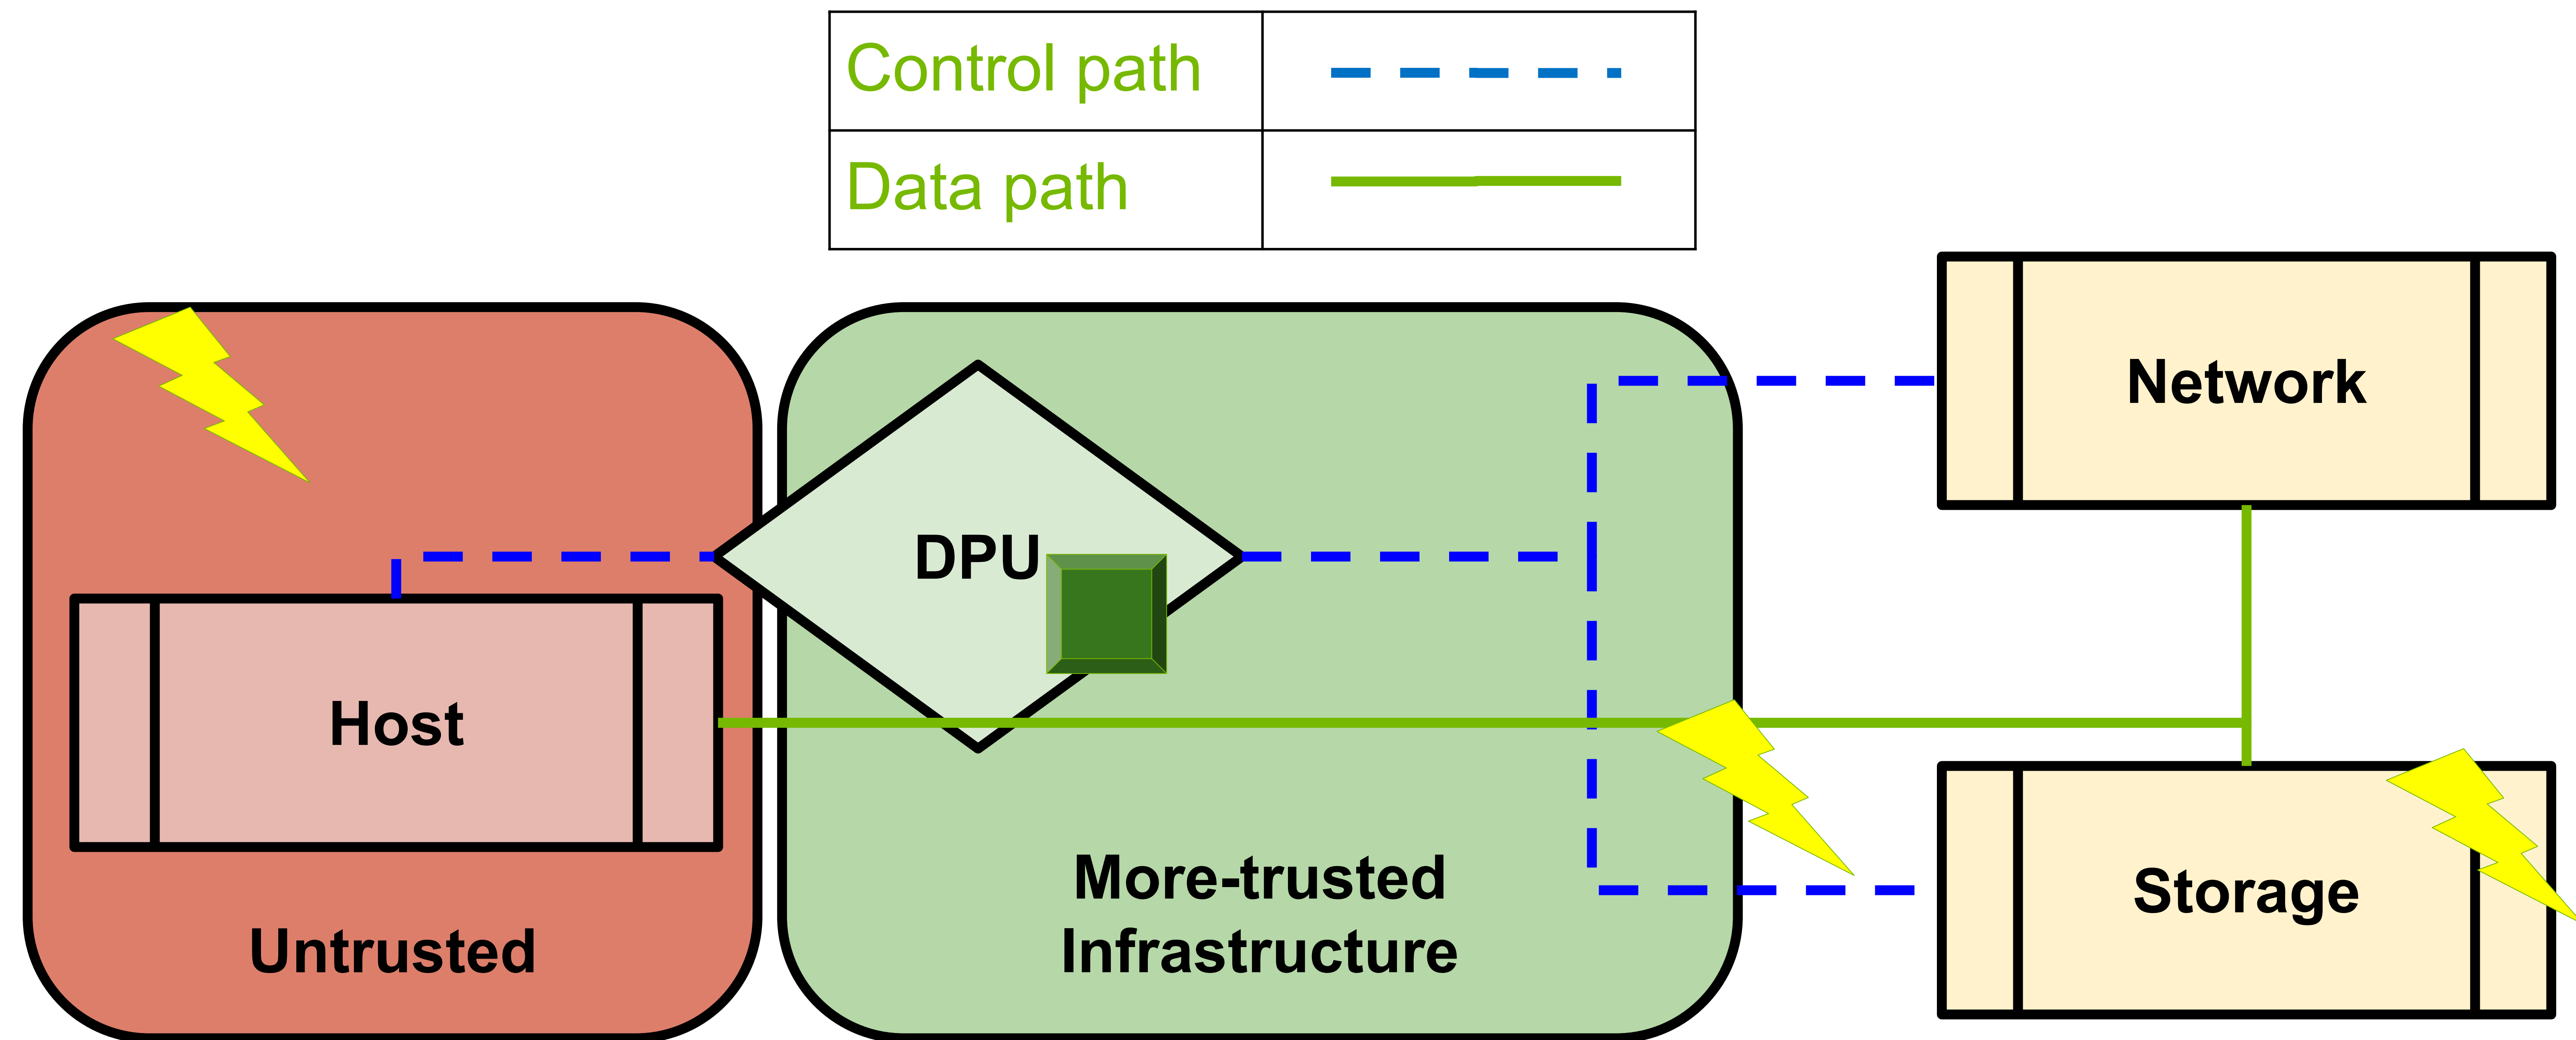 Control path
Data path
Network
DPU
Host
More-trusted
Infrastructure
Storage
Untrusted